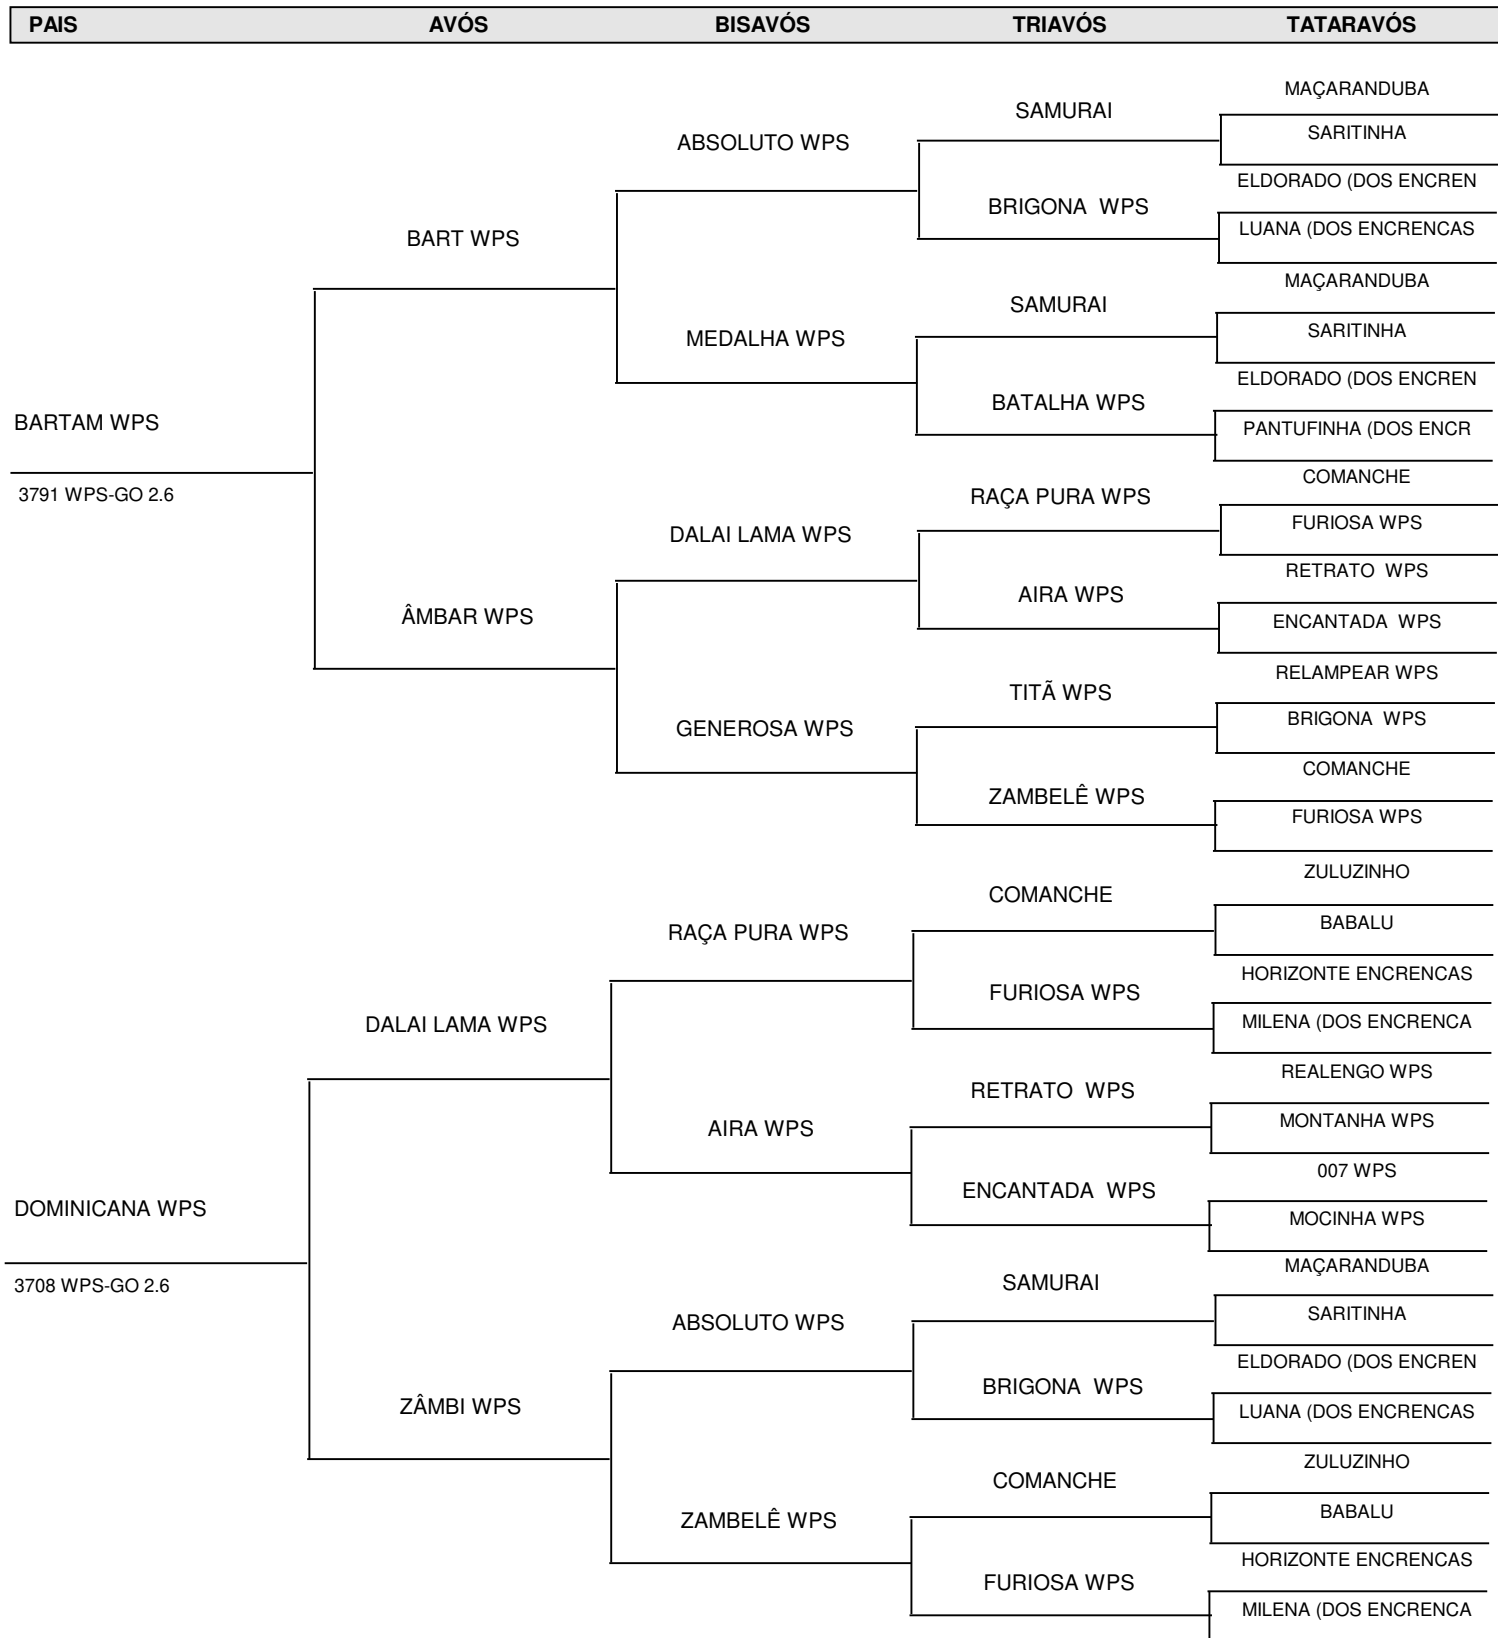 PAIS AVÓS BISAVÓS TRIAVÓS TATARAVÓS
MAÇARANDUBA
SAMURAI
SARITINHA
ABSOLUTO WPS
ELDORADO (DOS ENCREN
BRIGONA  WPS
LUANA (DOS ENCRENCAS
BART WPS
MAÇARANDUBA
SAMURAI
SARITINHA
MEDALHA WPS
ELDORADO (DOS ENCREN
BATALHA WPS
PANTUFINHA (DOS ENCR
BARTAM WPS
COMANCHE
3791 WPS-GO 2.6
RAÇA PURA WPS
FURIOSA WPS
DALAI LAMA WPS
RETRATO  WPS
AIRA WPS
ÂMBAR WPS
ENCANTADA  WPS
RELAMPEAR WPS
TITÃ WPS
BRIGONA  WPS
GENEROSA WPS
COMANCHE
ZAMBELÊ WPS
FURIOSA WPS
ZULUZINHO
COMANCHE
BABALU
RAÇA PURA WPS
HORIZONTE ENCRENCAS
FURIOSA WPS
MILENA (DOS ENCRENCA
DALAI LAMA WPS
REALENGO WPS
RETRATO  WPS
MONTANHA WPS
AIRA WPS
007 WPS
ENCANTADA  WPS
DOMINICANA WPS
MOCINHA WPS
MAÇARANDUBA
3708 WPS-GO 2.6
SAMURAI
SARITINHA
ABSOLUTO WPS
ELDORADO (DOS ENCREN
BRIGONA  WPS
ZÂMBI WPS
LUANA (DOS ENCRENCAS
ZULUZINHO
COMANCHE
BABALU
ZAMBELÊ WPS
HORIZONTE ENCRENCAS
FURIOSA WPS
MILENA (DOS ENCRENCA